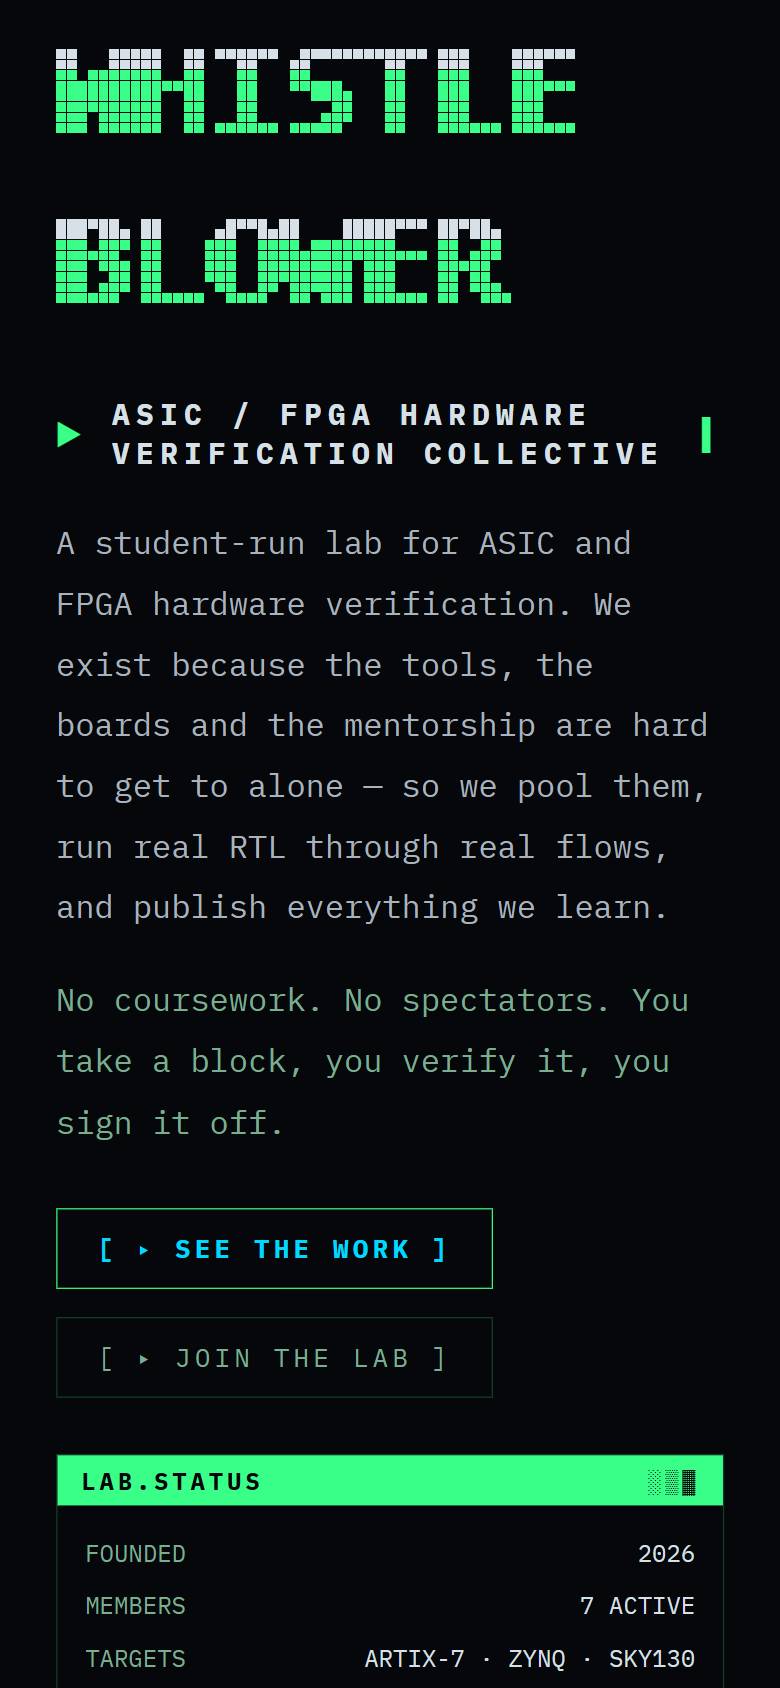 WHISTLE
BLOWER
ASIC / FPGA HARDWARE
VERIFICATION COLLECTIVE
A student-run lab for ASIC and
FPGA hardware verification. We
exist because the tools, the
boards and the mentorship are hard
to get to alone — so we pool them,
run real RTL through real flows,
and publish everything we learn.
No coursework. No spectators. You
take a block, you verify it, you
sign it off.
[ ▸ SEE THE WORK ]
[ ▸ JOIN THE LAB ]
LAB.STATUS ░▒▓
FOUNDED 2026
MEMBERS 7 ACTIVE
TARGETS ARTIX-7 · ZYNQ · SKY130